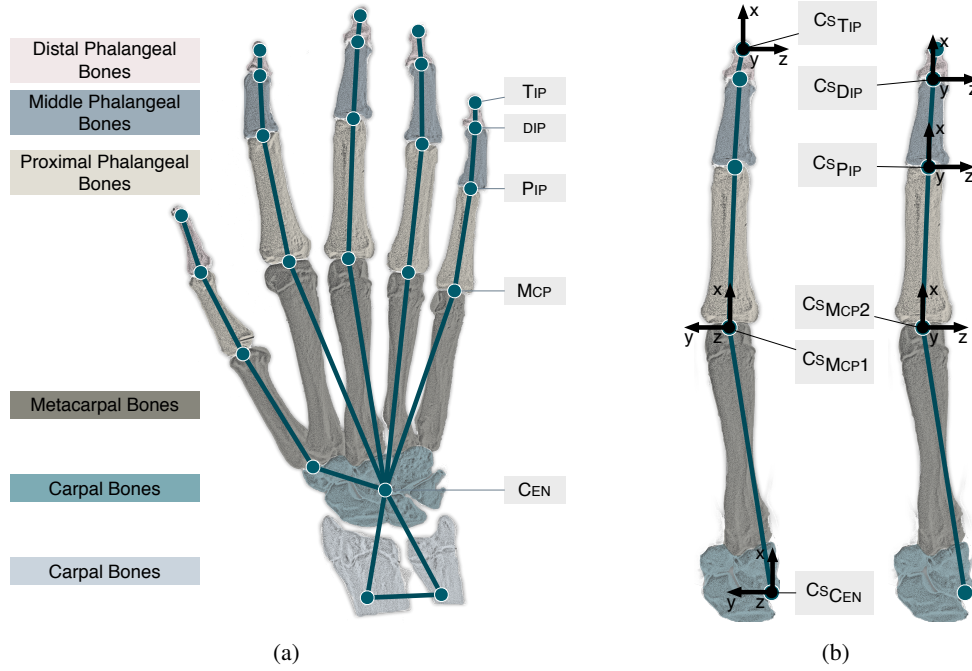 Distal Phalangeal
Bones
Middle Phalangeal
Bones
Proximal Phalangeal
Bones
Metacarpal Bones
Carpal Bones
Carpal Bones
TIP
DIP
PIP
MCP
CEN
(a)
x
CSTIP
y z
x
CSDIP
y z
x
CSPIP
y z
x
x
CSMCP2
y z
y z
CSMCP1
x
y z
CSCEN
(b)